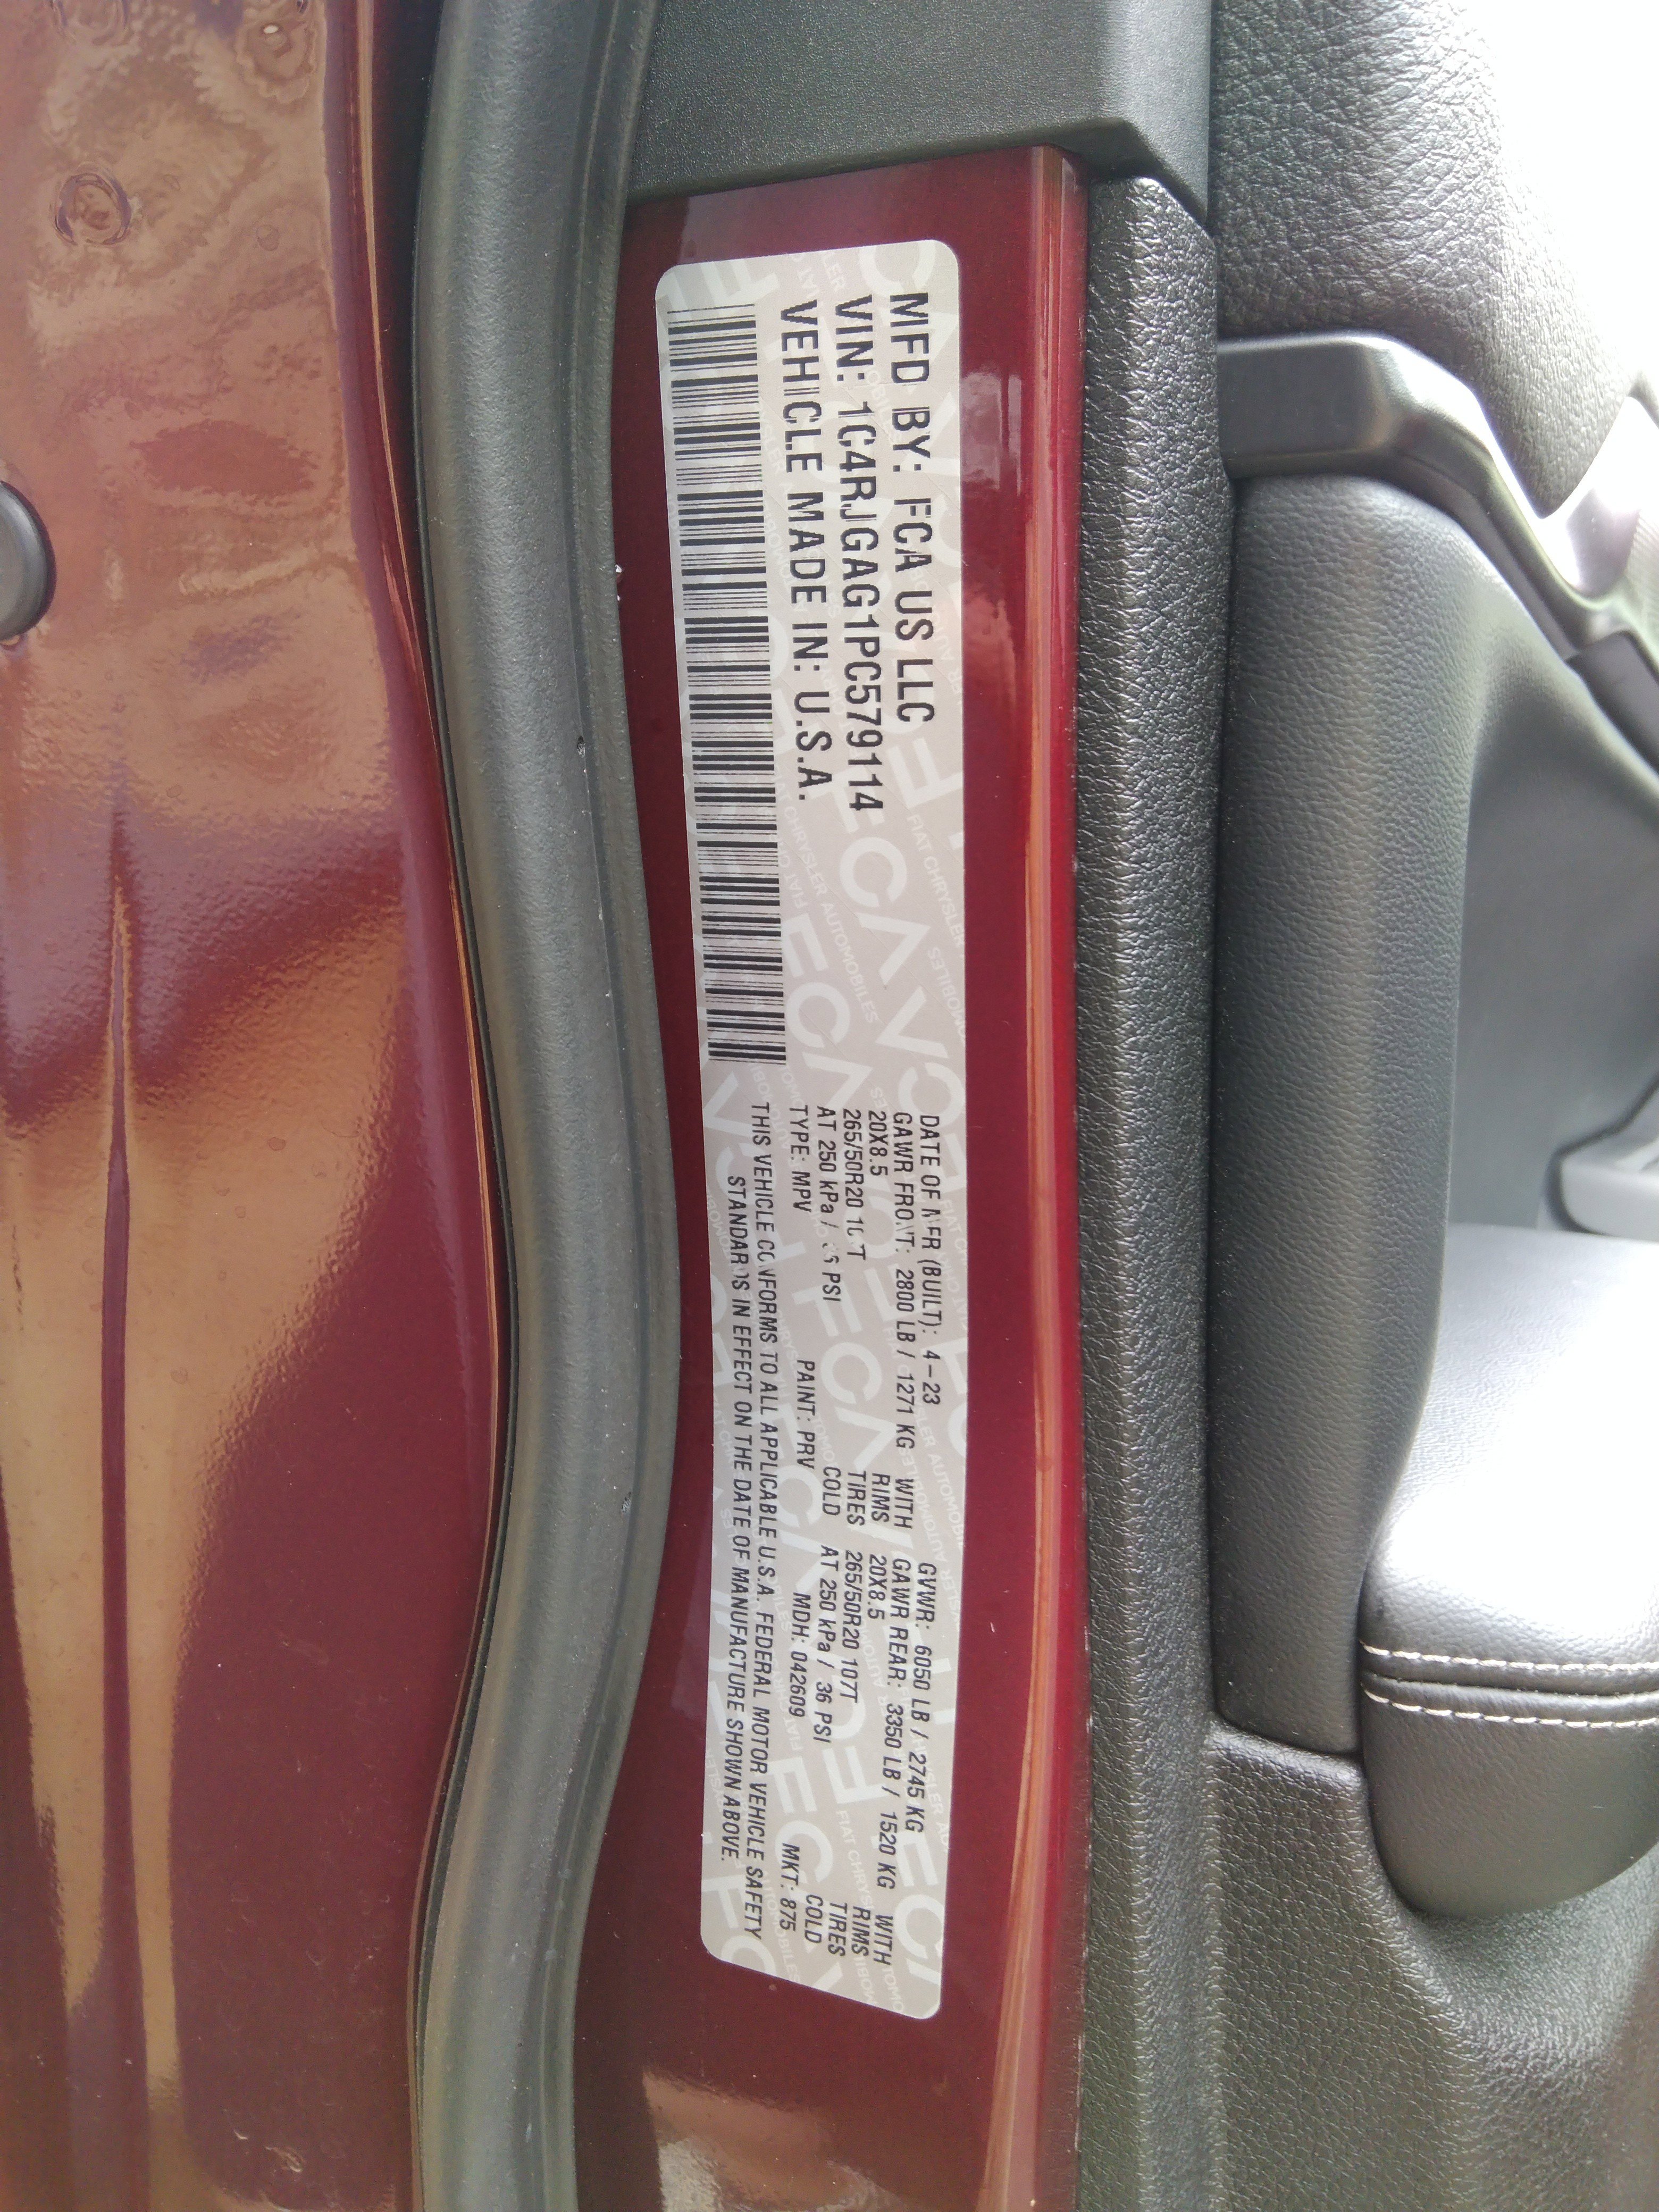 MFD BY: FCA US LLC
VIN: 1C4RJGAG1PC579114
VEHICLE MADE IN: U.S.A.
DATE OF MFR (BUILT): 4-23 GVWR: 6050 LB / 2745 KG
GAWR FRONT: 2800 LB / 1271 KG WITH GAWR REAR: 3350 LB / 1520 KG WITH
20X8.5 RIMS 20X8.5 RIMS
265/50R20 TIRES 265/50R20 107T TIRES
AT 250 kPa / PSI COLD AT 250 kPa / 36 PSI COLD
TYPE: MPV PAINT: PRV MDH: 042609 MKT: 875
THIS VEHICLE CONFORMS TO ALL APPLICABLE U.S.A. FEDERAL MOTOR VEHICLE SAFETY
STANDARDS IN EFFECT ON THE DATE OF MANUFACTURE SHOWN ABOVE.